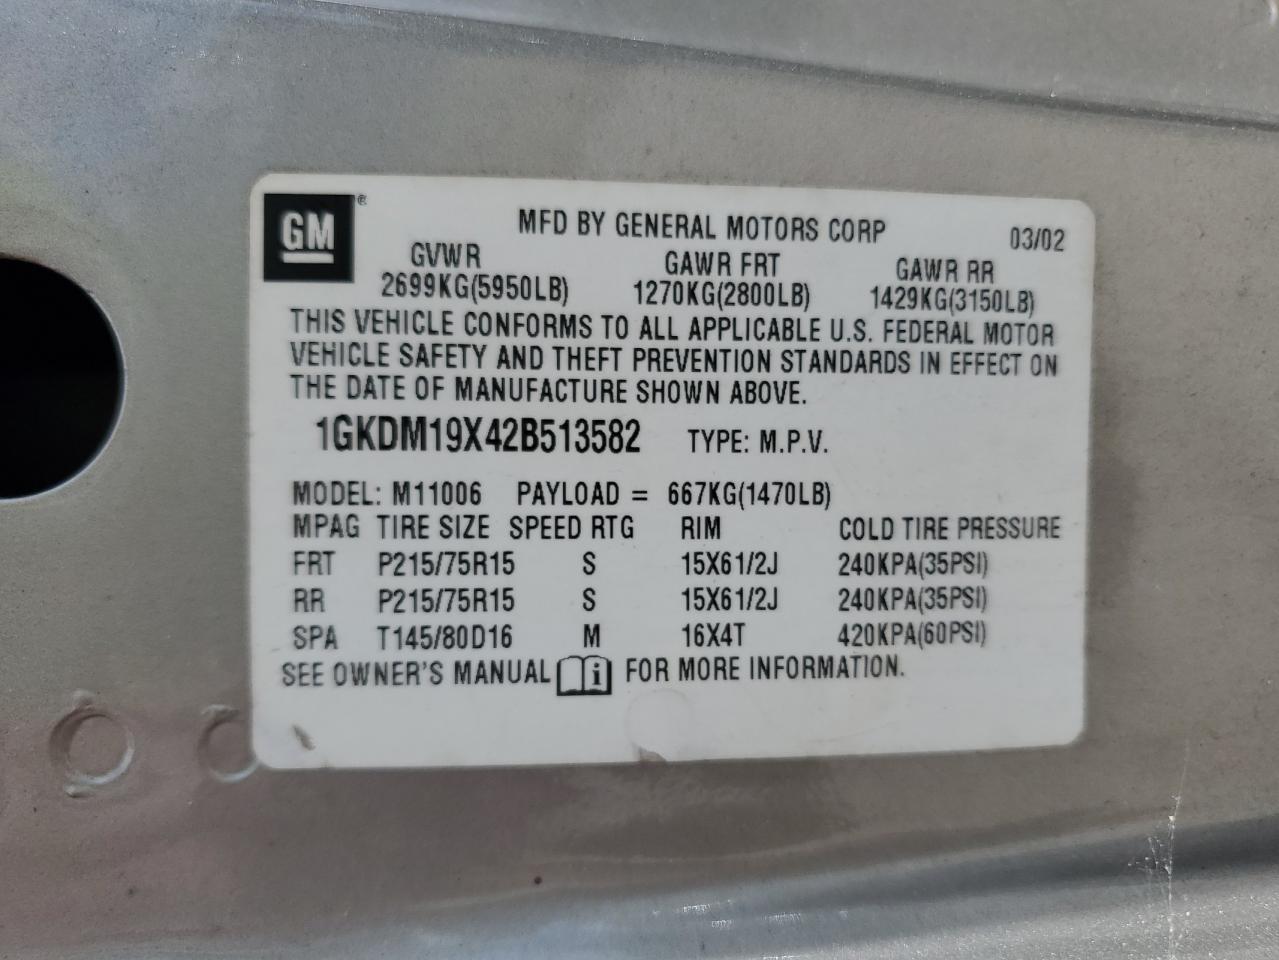 GM®
MFD BY GENERAL MOTORS CORP 03/02
GVWR GAWR FRT GAWR RR
2699KG(5950LB) 1270KG(2800LB) 1429KG(3150LB)
THIS VEHICLE CONFORMS TO ALL APPLICABLE U.S. FEDERAL MOTOR
VEHICLE SAFETY AND THEFT PREVENTION STANDARDS IN EFFECT ON
THE DATE OF MANUFACTURE SHOWN ABOVE.
1GKDM19X42B513582 TYPE: M.P.V.
MODEL: M11006 PAYLOAD = 667KG(1470LB)
MPAG TIRE SIZE SPEED RTG RIM COLD TIRE PRESSURE
FRT P215/75R15 S 15X61/2J 240KPA(35PSI)
RR P215/75R15 S 15X61/2J 240KPA(35PSI)
SPA T145/80D16 M 16X4T 420KPA(60PSI)
SEE OWNER'S MANUAL i FOR MORE INFORMATION.